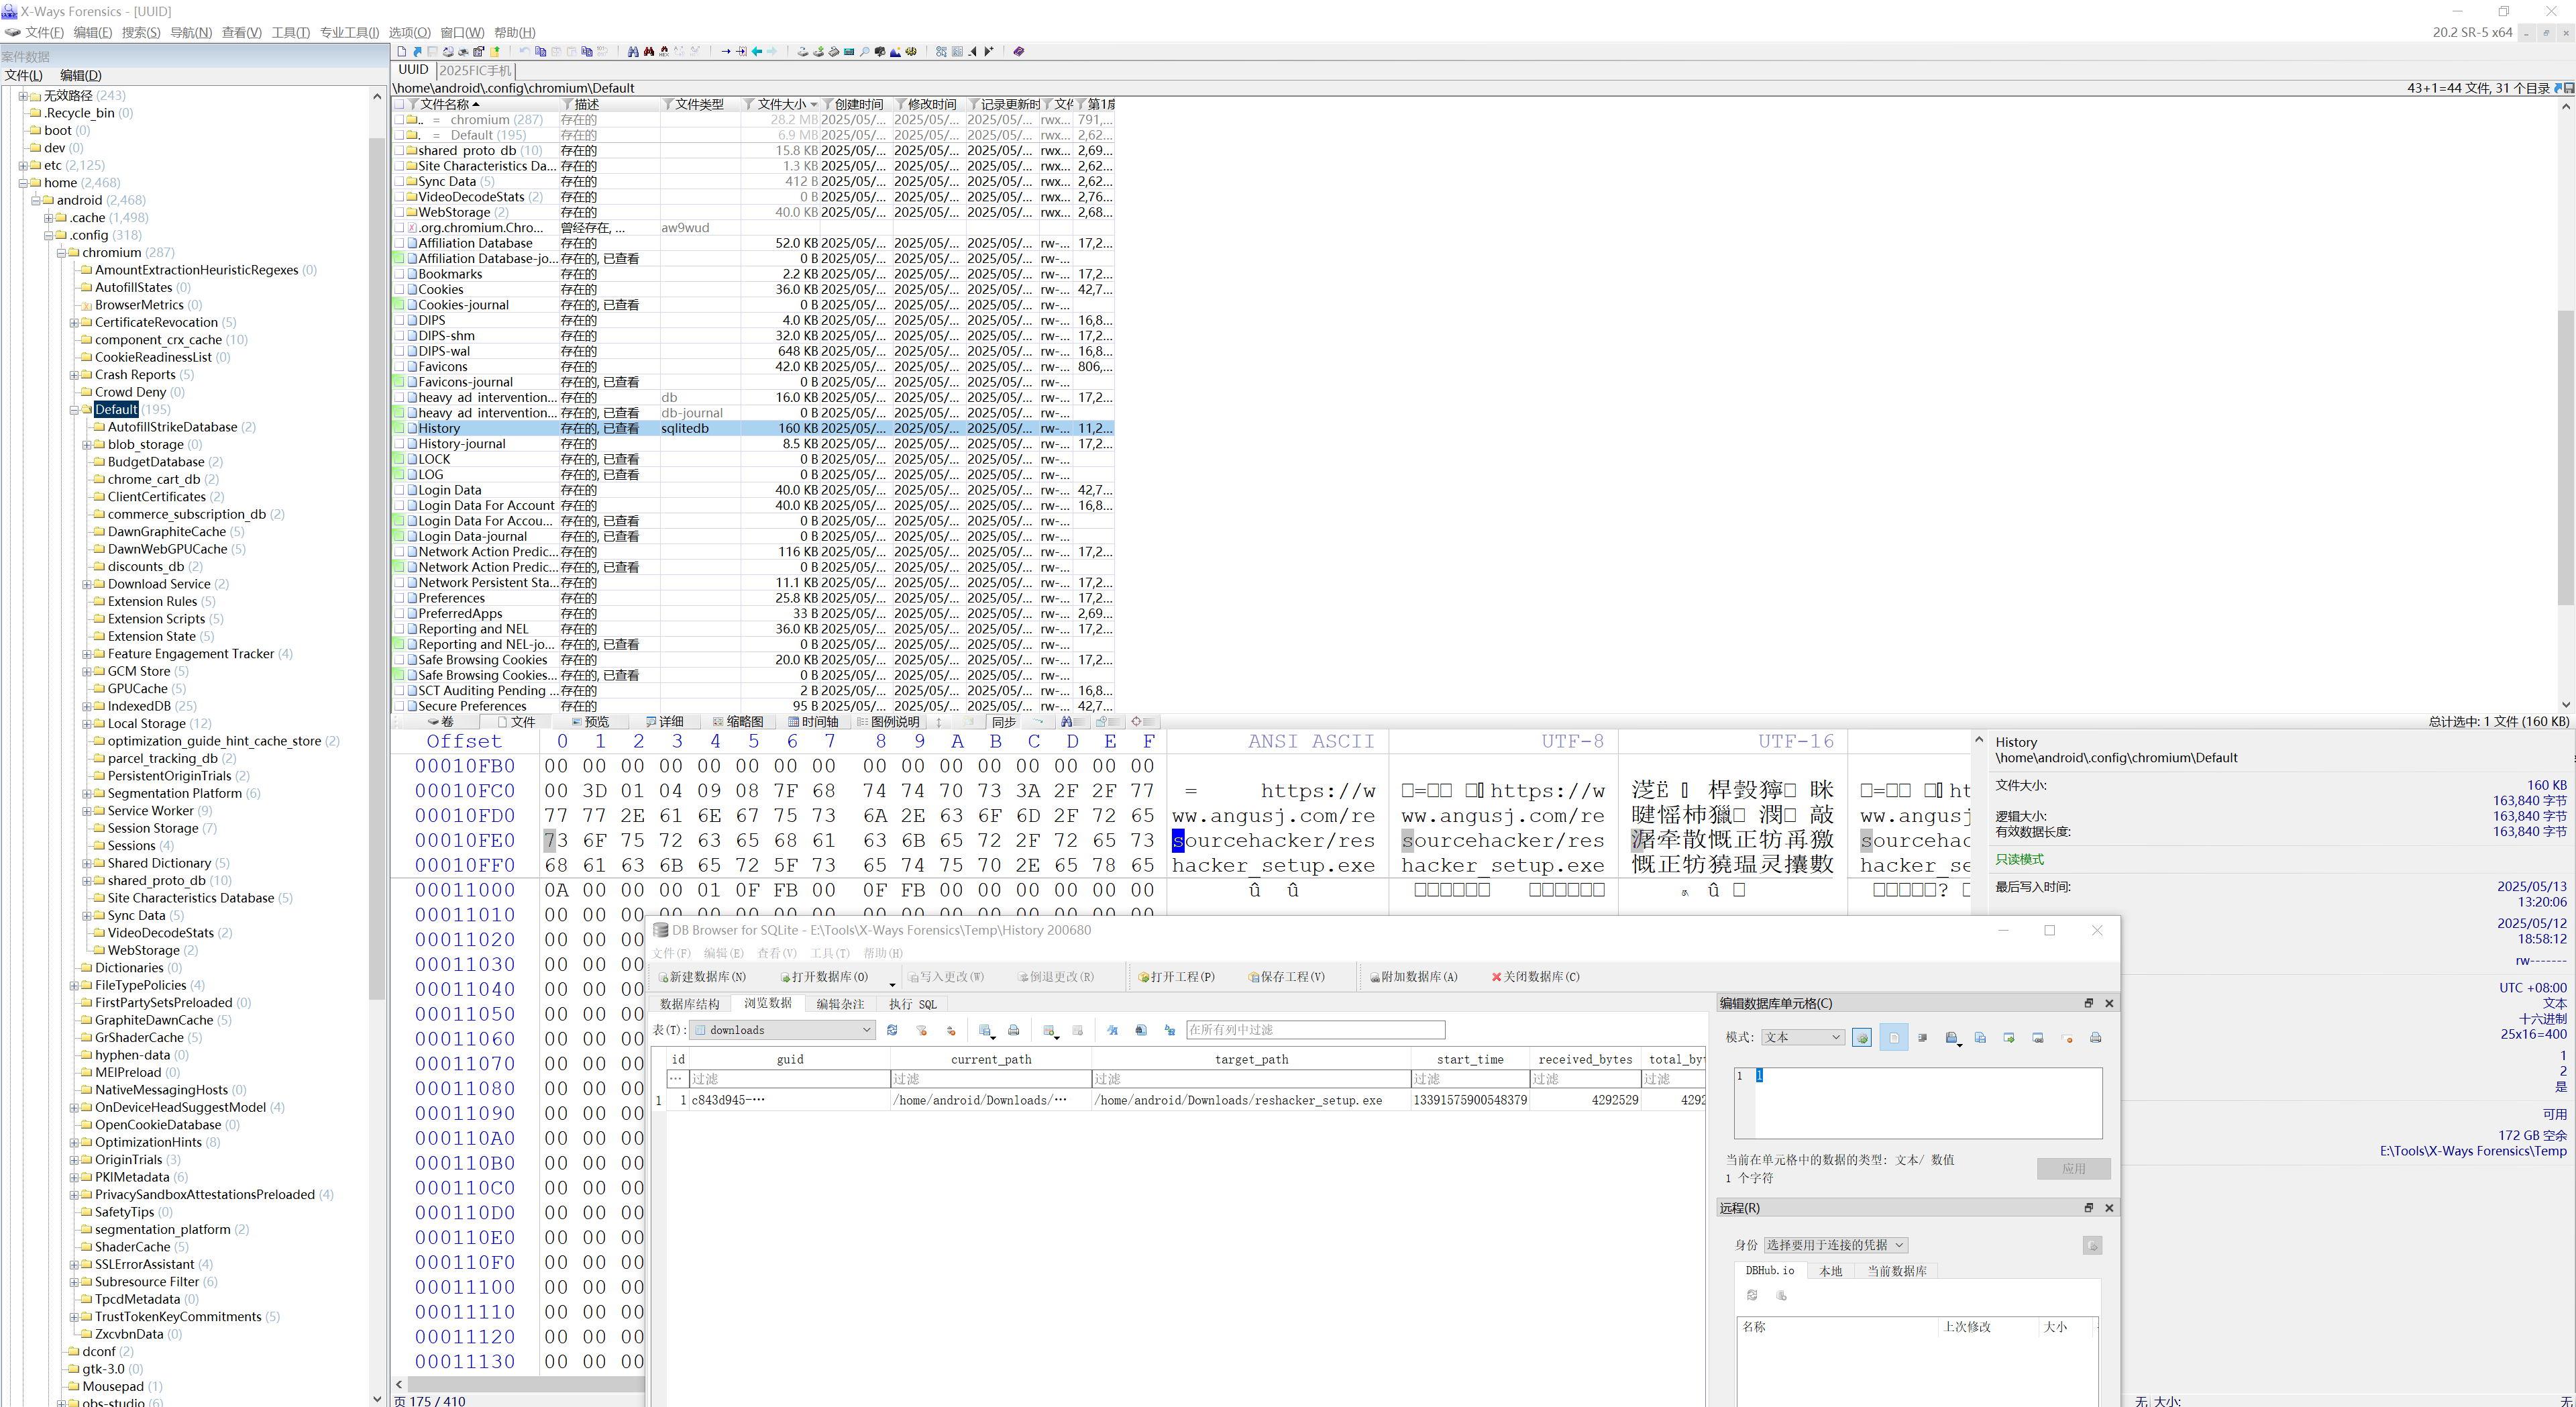 X-Ways Forensics - [UUID]
文件(F) 编辑(E) 搜索(S) 导航(N) 查看(V) 工具(T) 专业工具(I) 选项(O) 窗口(W) 帮助(H)
20.2 SR-5 x64
案件数据
文件(L) 编辑(D)
无效路径 (243)
.Recycle_bin (0)
boot (0)
dev (0)
etc (2,125)
home (2,468)
android (2,468)
.cache (1,498)
.config (318)
chromium (287)
AmountExtractionHeuristicRegexes (0)
AutofillStates (0)
BrowserMetrics (0)
CertificateRevocation (5)
component_crx_cache (10)
CookieReadinessList (0)
Crash Reports (5)
Crowd Deny (0)
Default (195)
AutofillStrikeDatabase (2)
blob_storage (0)
BudgetDatabase (2)
chrome_cart_db (2)
ClientCertificates (2)
commerce_subscription_db (2)
DawnGraphiteCache (5)
DawnWebGPUCache (5)
discounts_db (2)
Download Service (2)
Extension Rules (5)
Extension Scripts (5)
Extension State (5)
Feature Engagement Tracker (4)
GCM Store (5)
GPUCache (5)
IndexedDB (25)
Local Storage (12)
optimization_guide_hint_cache_store (2)
parcel_tracking_db (2)
PersistentOriginTrials (2)
Segmentation Platform (6)
Service Worker (9)
Session Storage (7)
Sessions (4)
Shared Dictionary (5)
shared_proto_db (10)
Site Characteristics Database (5)
Sync Data (5)
VideoDecodeStats (2)
WebStorage (2)
Dictionaries (0)
FileTypePolicies (4)
FirstPartySetsPreloaded (0)
GraphiteDawnCache (5)
GrShaderCache (5)
hyphen-data (0)
MEIPreload (0)
NativeMessagingHosts (0)
OnDeviceHeadSuggestModel (4)
OpenCookieDatabase (0)
OptimizationHints (8)
OriginTrials (3)
PKIMetadata (6)
PrivacySandboxAttestationsPreloaded (4)
SafetyTips (0)
segmentation_platform (2)
ShaderCache (5)
SSLErrorAssistant (4)
Subresource Filter (6)
TpcdMetadata (0)
TrustTokenKeyCommitments (5)
ZxcvbnData (0)
dconf (2)
gtk-3.0 (0)
Mousepad (1)
obs-studio (6)
UUID 2025FIC手机
\home\android\.config\chromium\Default
43+1=44 文件, 31 个目录
文件名称 描述 文件类型 文件大小 创建时间 修改时间 记录更新时 文件 第1扇
.. = chromium (287) 存在的 28.2 MB 2025/05/... 2025/05/... 2025/05/... rwx... 791,...
. = Default (195) 存在的 6.9 MB 2025/05/... 2025/05/... 2025/05/... rwx... 2,62...
shared_proto_db (10) 存在的 15.8 KB 2025/05/... 2025/05/... 2025/05/... rwx... 2,69...
Site Characteristics Da... 存在的 1.3 KB 2025/05/... 2025/05/... 2025/05/... rwx... 2,62...
Sync Data (5) 存在的 412 B 2025/05/... 2025/05/... 2025/05/... rwx... 2,62...
VideoDecodeStats (2) 存在的 0 B 2025/05/... 2025/05/... 2025/05/... rwx... 2,76...
WebStorage (2) 存在的 40.0 KB 2025/05/... 2025/05/... 2025/05/... rwx... 2,68...
.org.chromium.Chro... 曾经存在, ... aw9wud
Affiliation Database 存在的 52.0 KB 2025/05/... 2025/05/... 2025/05/... rw-... 17,2...
Affiliation Database-jo... 存在的, 已查看 0 B 2025/05/... 2025/05/... 2025/05/... rw-...
Bookmarks 存在的 2.2 KB 2025/05/... 2025/05/... 2025/05/... rw-... 17,2...
Cookies 存在的 36.0 KB 2025/05/... 2025/05/... 2025/05/... rw-... 42,7...
Cookies-journal 存在的, 已查看 0 B 2025/05/... 2025/05/... 2025/05/... rw-...
DIPS 存在的 4.0 KB 2025/05/... 2025/05/... 2025/05/... rw-... 16,8...
DIPS-shm 存在的 32.0 KB 2025/05/... 2025/05/... 2025/05/... rw-... 17,2...
DIPS-wal 存在的 648 KB 2025/05/... 2025/05/... 2025/05/... rw-... 16,8...
Favicons 存在的 42.0 KB 2025/05/... 2025/05/... 2025/05/... rw-... 806,...
Favicons-journal 存在的, 已查看 0 B 2025/05/... 2025/05/... 2025/05/... rw-...
heavy_ad_intervention... 存在的 db 16.0 KB 2025/05/... 2025/05/... 2025/05/... rw-... 17,2...
heavy_ad_intervention... 存在的, 已查看 db-journal 0 B 2025/05/... 2025/05/... 2025/05/... rw-...
History 存在的, 已查看 sqlitedb 160 KB 2025/05/... 2025/05/... 2025/05/... rw-... 11,2...
History-journal 存在的 8.5 KB 2025/05/... 2025/05/... 2025/05/... rw-... 17,2...
LOCK 存在的, 已查看 0 B 2025/05/... 2025/05/... 2025/05/... rw-...
LOG 存在的, 已查看 0 B 2025/05/... 2025/05/... 2025/05/... rw-...
Login Data 存在的 40.0 KB 2025/05/... 2025/05/... 2025/05/... rw-... 42,7...
Login Data For Account 存在的 40.0 KB 2025/05/... 2025/05/... 2025/05/... rw-... 16,8...
Login Data For Accou... 存在的, 已查看 0 B 2025/05/... 2025/05/... 2025/05/... rw-...
Login Data-journal 存在的, 已查看 0 B 2025/05/... 2025/05/... 2025/05/... rw-...
Network Action Predic... 存在的 116 KB 2025/05/... 2025/05/... 2025/05/... rw-... 17,2...
Network Action Predic... 存在的, 已查看 0 B 2025/05/... 2025/05/... 2025/05/... rw-...
Network Persistent Sta... 存在的 11.1 KB 2025/05/... 2025/05/... 2025/05/... rw-... 17,2...
Preferences 存在的 25.8 KB 2025/05/... 2025/05/... 2025/05/... rw-... 17,2...
PreferredApps 存在的 33 B 2025/05/... 2025/05/... 2025/05/... rw-... 2,69...
Reporting and NEL 存在的 36.0 KB 2025/05/... 2025/05/... 2025/05/... rw-... 17,2...
Reporting and NEL-jo... 存在的, 已查看 0 B 2025/05/... 2025/05/... 2025/05/... rw-...
Safe Browsing Cookies 存在的 20.0 KB 2025/05/... 2025/05/... 2025/05/... rw-... 17,2...
Safe Browsing Cookies... 存在的, 已查看 0 B 2025/05/... 2025/05/... 2025/05/... rw-...
SCT Auditing Pending ... 存在的 2 B 2025/05/... 2025/05/... 2025/05/... rw-... 16,8...
Secure Preferences 存在的 95 B 2025/05/... 2025/05/... 2025/05/... rw-... 42,7...
卷 文件 预览 详细 缩略图 时间轴 图例说明 同步
总计选中: 1 文件 (160 KB)
Offset 0 1 2 3 4 5 6 7 8 9 A B C D E F ANSI ASCII UTF-8 UTF-16
00010FB0 00 00 00 00 00 00 00 00 00 00 00 00 00 00 00 00
00010FC0 00 3D 01 04 09 08 7F 68 74 74 70 73 3A 2F 2F 77 = https://w https://w
00010FD0 77 77 2E 61 6E 67 75 73 6A 2E 63 6F 6D 2F 72 65 ww.angusj.com/re ww.angusj.com/re ww.angusj
00010FE0 73 6F 75 72 63 65 68 61 63 6B 65 72 2F 72 65 73 sourcehacker/res sourcehacker/res sourcehac
00010FF0 68 61 63 6B 65 72 5F 73 65 74 75 70 2E 65 78 65 hacker_setup.exe hacker_setup.exe hacker_se
00011000 0A 00 00 00 01 0F FB 00 0F FB 00 00 00 00 00 00 û û
00011010 00 00 00 00 00 00 00 00 00 00 00 00 00 00 00 00
00011020 00 00 00
00011030 00 00 00
00011040 00 00 00
00011050 00 00 00
00011060 00 00 00
00011070 00 00 00
00011080 00 00 00
00011090 00 00 00
000110A0 00 00 00
000110B0 00 00 00
000110C0 00 00 00
000110D0 00 00 00
000110E0 00 00 00
000110F0 00 00 00
00011100 00 00 00
00011110 00 00 00
00011120 00 00 00
00011130 00 00 00
页 175 / 410
History
\home\android\.config\chromium\Default
文件大小: 160 KB
163,840 字节
逻辑大小: 163,840 字节
有效数据长度: 163,840 字节
只读模式
最后写入时间: 2025/05/13
13:20:06
2025/05/12
18:58:12
rw-------
UTC +08:00
文本
十六进制
25x16=400
1
2
是
可用
172 GB 空余
E:\Tools\X-Ways Forensics\Temp
无 大小: 无
DB Browser for SQLite - E:\Tools\X-Ways Forensics\Temp\History 200680
文件(F) 编辑(E) 查看(V) 工具(T) 帮助(H)
新建数据库(N) 打开数据库(O) 写入更改(W) 倒退更改(R) 打开工程(P) 保存工程(V) 附加数据库(A) 关闭数据库(C)
数据库结构 浏览数据 编辑杂注 执行 SQL
表(T): downloads 在所有列中过滤
id guid current_path target_path start_time received_bytes total_by
... 过滤 过滤 过滤 过滤 过滤 过滤
1 1 c843d945-... /home/android/Downloads/... /home/android/Downloads/reshacker_setup.exe 13391575900548379 4292529 4292
编辑数据库单元格(C)
模式: 文本
1 1
当前在单元格中的数据的类型: 文本/ 数值
1 个字符
应用
远程(R)
身份 选择要用于连接的凭据
DBHub.io 本地 当前数据库
名称 上次修改 大小